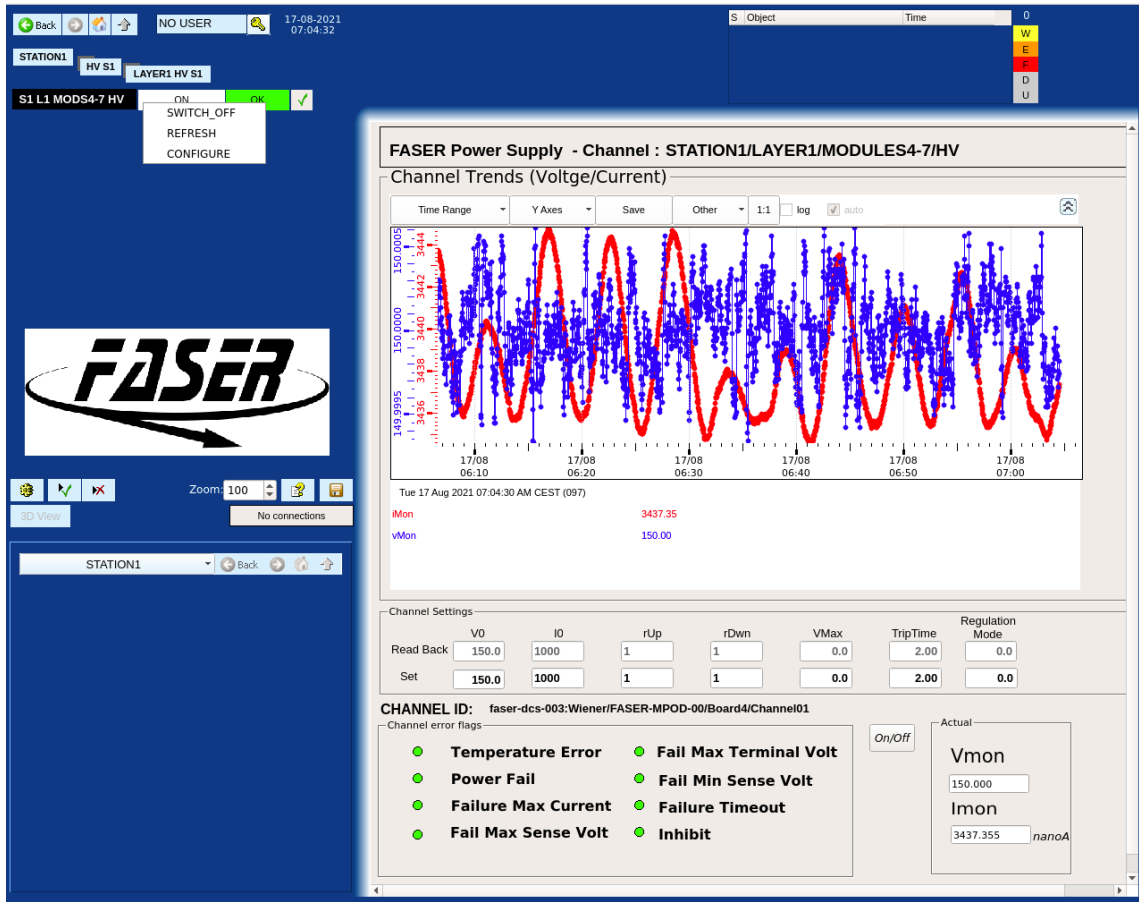 Back
NO USER
17-08-2021
07:04:32
STATION1
HV S1
LAYER1 HV S1
S1 L1 MODS4-7 HV ON OK
SWITCH_OFF
REFRESH
CONFIGURE
S Object Time 0
W
E
F
D
U
FASER
Zoom: 100
3D View No connections
STATION1 Back
FASER Power Supply - Channel : STATION1/LAYER1/MODULES4-7/HV
Channel Trends (Voltge/Current)
Time Range Y Axes Save Other 1:1 log auto
150.0005
150.0000
149.9995
3444
3442
3440
3438
3436
17/08 17/08 17/08 17/08 17/08 17/08
06:10 06:20 06:30 06:40 06:50 07:00
Tue 17 Aug 2021 07:04:30 AM CEST (097)
iMon 3437.35
vMon 150.00
Channel Settings
V0 I0 rUp rDwn VMax TripTime Regulation Mode
Read Back 150.0 1000 1 1 0.0 2.00 0.0
Set 150.0 1000 1 1 0.0 2.00 0.0
CHANNEL ID: faser-dcs-003:Wiener/FASER-MPOD-00/Board4/Channel01
Channel error flags
Temperature Error Fail Max Terminal Volt
Power Fail Fail Min Sense Volt
Failure Max Current Failure Timeout
Fail Max Sense Volt Inhibit
On/Off
Actual
Vmon
150.000
Imon
3437.355 nanoA